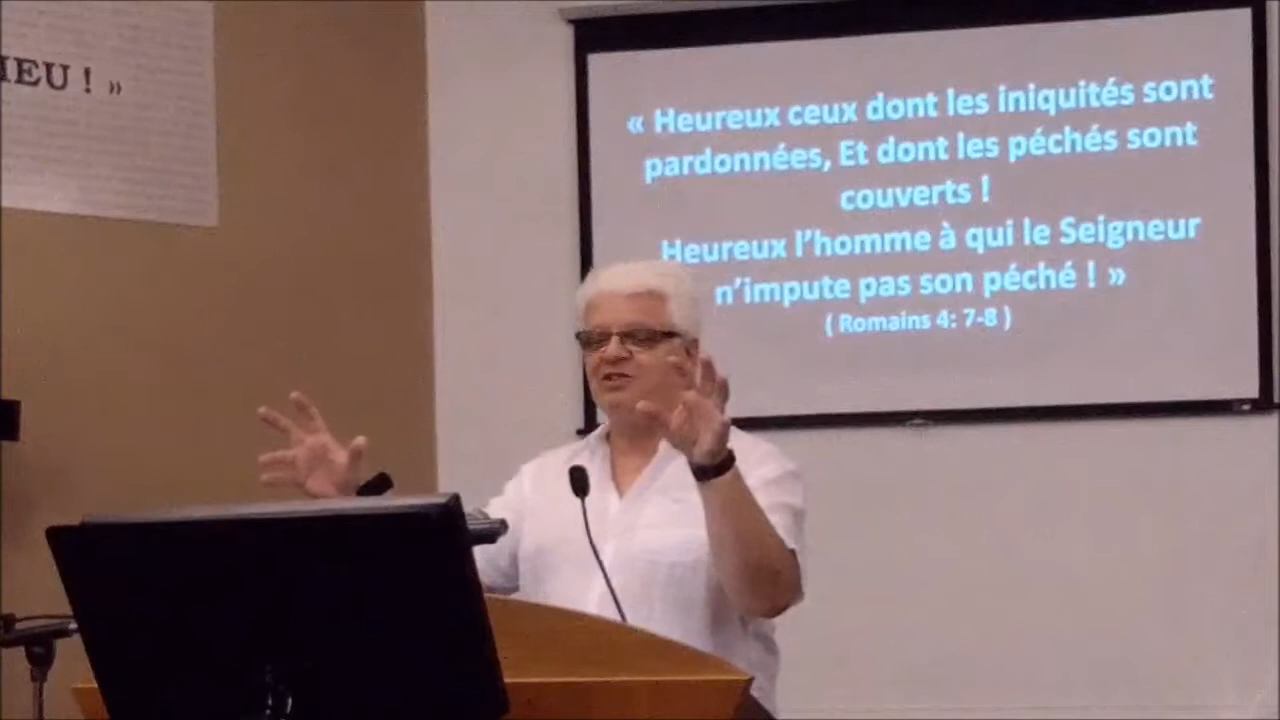 IEU ! »
« Heureux ceux dont les iniquités sont
pardonnées, Et dont les péchés sont
couverts !
Heureux l'homme à qui le Seigneur
n'impute pas son péché ! »
( Romains 4: 7-8 )